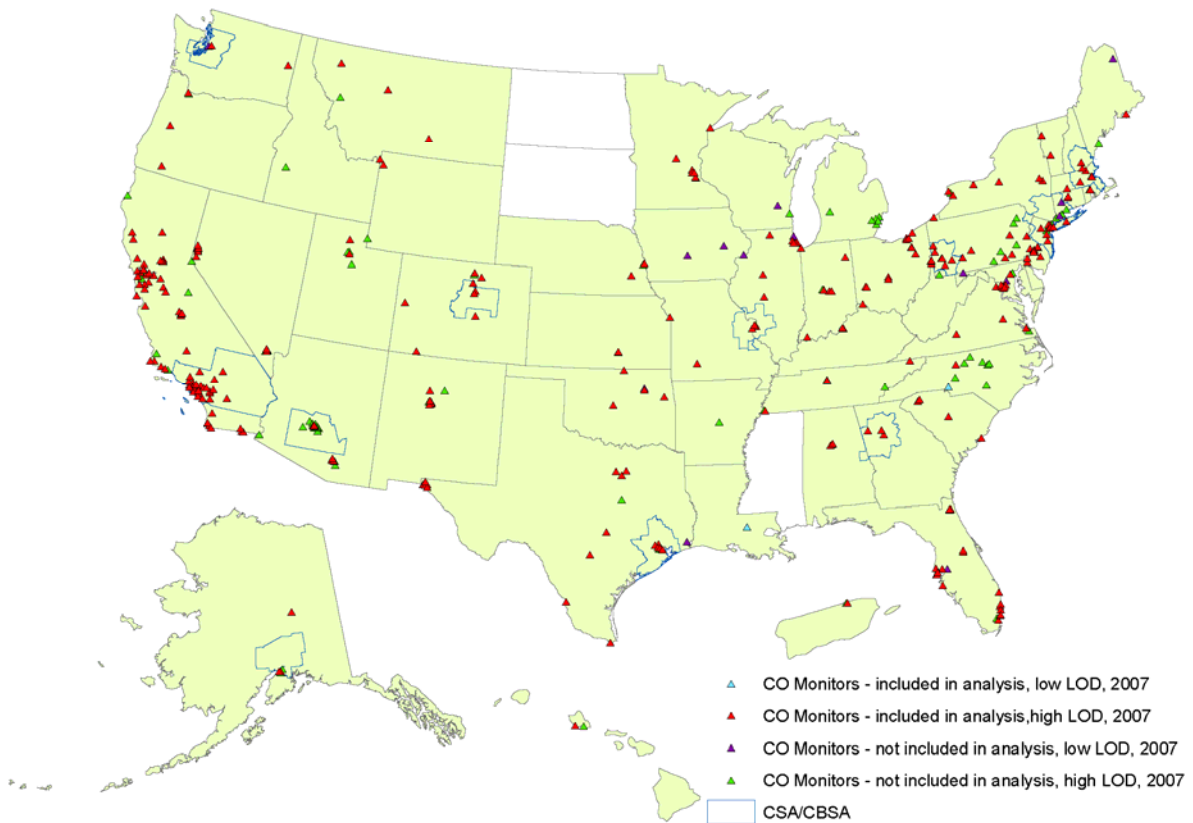 CO Monitors - included in analysis, low LOD, 2007
CO Monitors - included in analysis,high LOD, 2007
CO Monitors - not included in analysis, low LOD, 2007
CO Monitors - not included in analysis, high LOD, 2007
CSA/CBSA